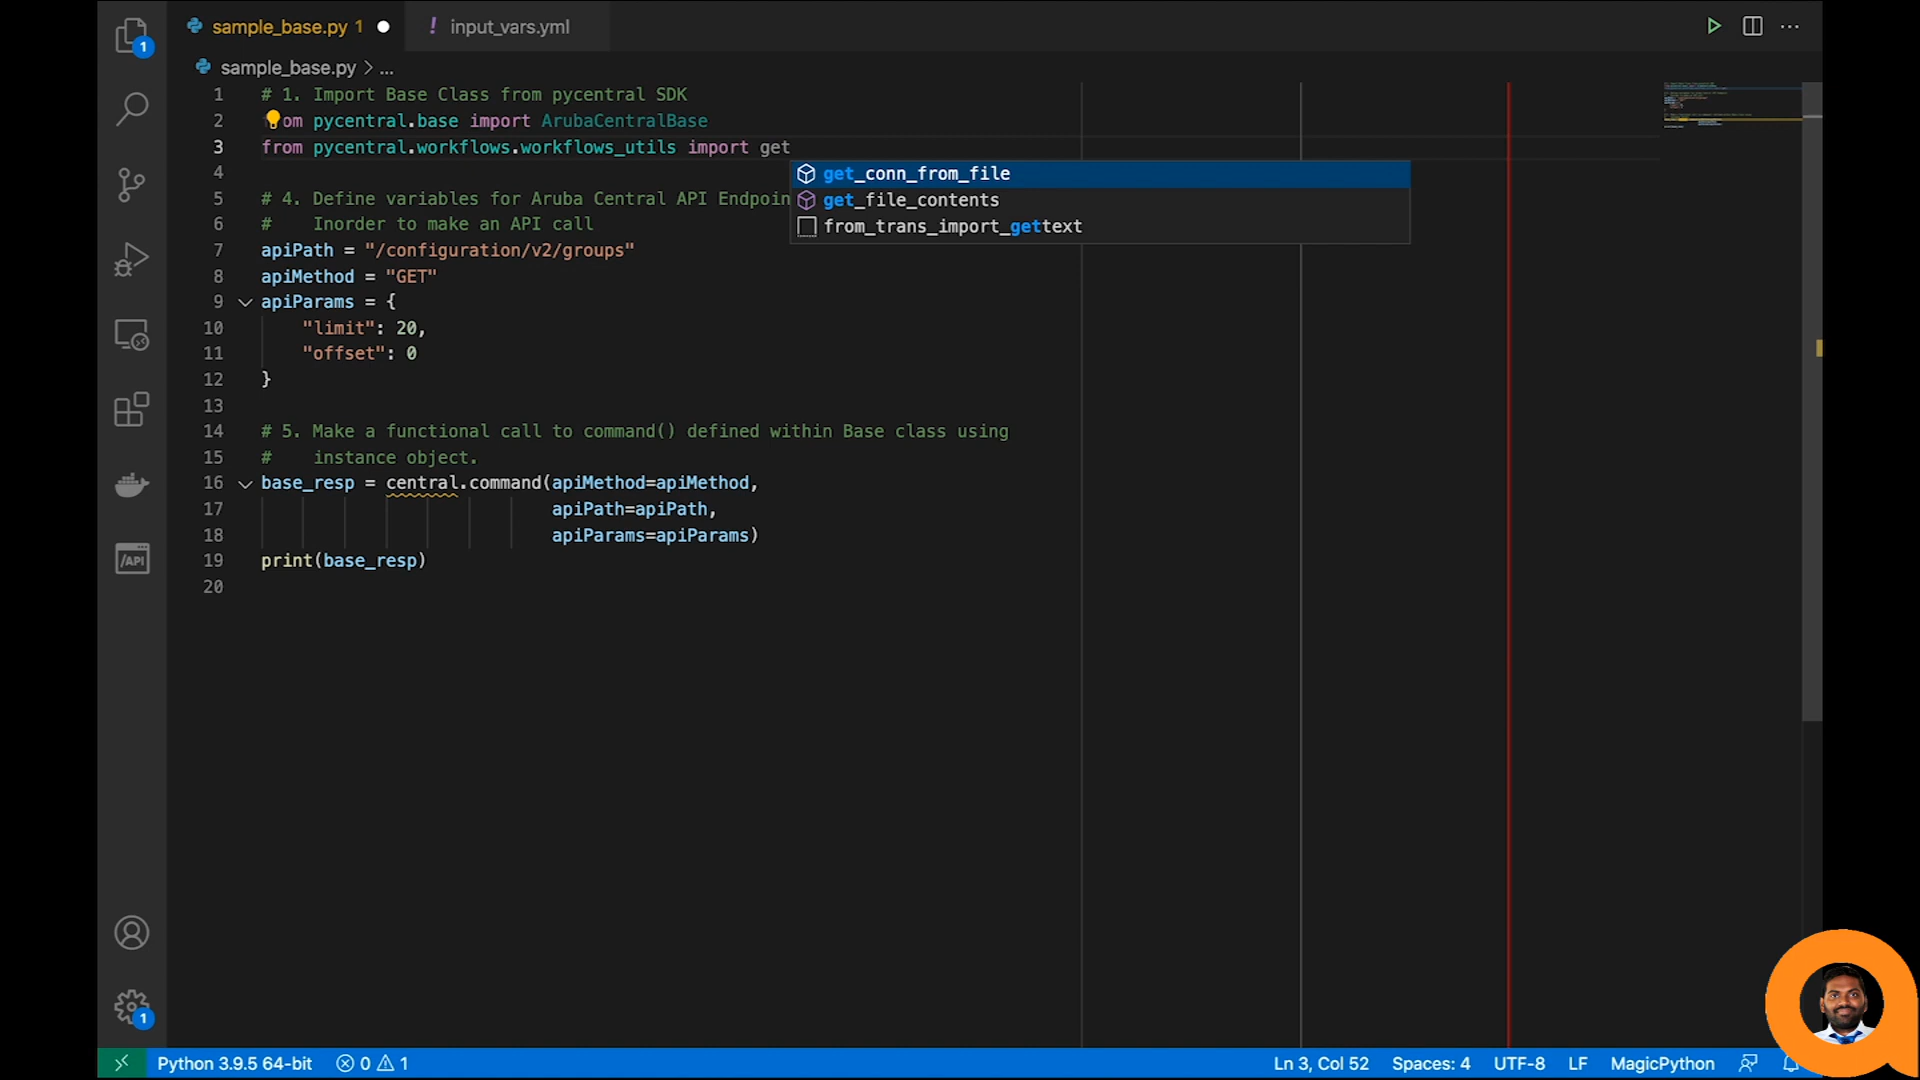 1
sample_base.py 1
! input_vars.yml
sample_base.py > ...
1 # 1. Import Base Class from pycentral SDK
2 om pycentral.base import ArubaCentralBase
3 from pycentral.workflows.workflows_utils import get
get_conn_from_file
get_file_contents
from_trans_import_gettext
4
5 # 4. Define variables for Aruba Central API Endpoin
6 #    Inorder to make an API call
7 apiPath = "/configuration/v2/groups"
8 apiMethod = "GET"
9 apiParams = {
10     "limit": 20,
11     "offset": 0
12 }
13
14 # 5. Make a functional call to command() defined within Base class using
15 #    instance object.
16 base_resp = central.command(apiMethod=apiMethod,
17                             apiPath=apiPath,
18                             apiParams=apiParams)
19 print(base_resp)
20
/API
1
Python 3.9.5 64-bit 0 1 Ln 3, Col 52 Spaces: 4 UTF-8 LF MagicPython